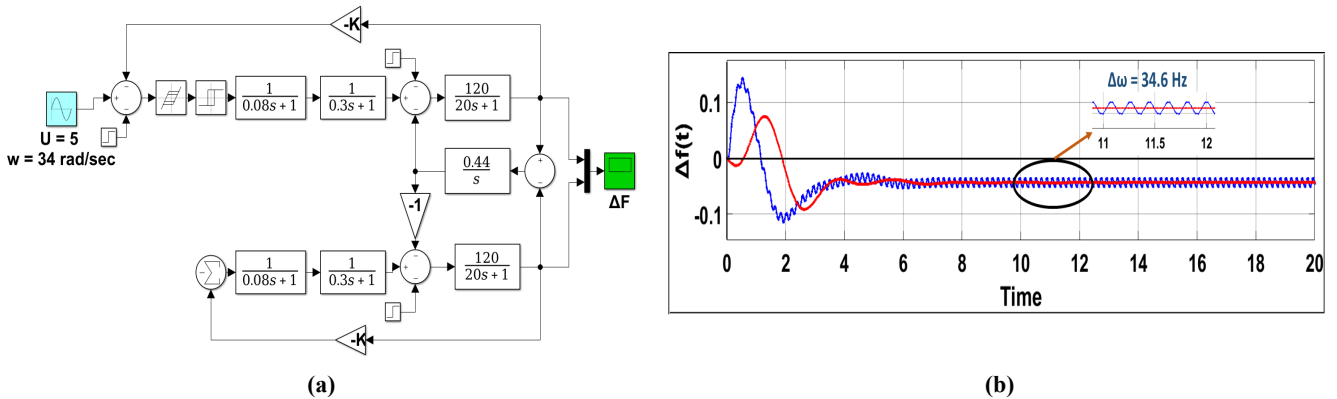 -K
U = 5
w = 34 rad/sec
1
0.08s + 1
1
0.3s + 1
120
20s + 1
0.44
s
-1
ΔF
1
0.08s + 1
1
0.3s + 1
120
20s + 1
-K
(a)
Δω = 34.6 Hz
11 11.5 12
Δf(t)
0.1
0
-0.1
0 2 4 6 8 10 12 14 16 18 20
Time
(b)